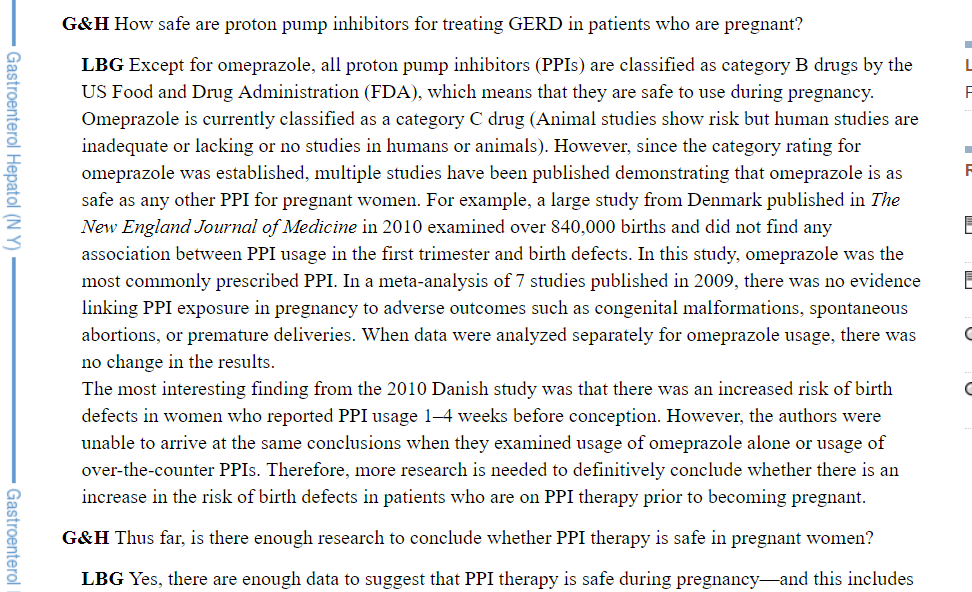 G&H How safe are proton pump inhibitors for treating GERD in patients who are pregnant?
LBG Except for omeprazole, all proton pump inhibitors (PPIs) are classified as category B drugs by the
US Food and Drug Administration (FDA), which means that they are safe to use during pregnancy.
Omeprazole is currently classified as a category C drug (Animal studies show risk but human studies are
inadequate or lacking or no studies in humans or animals). However, since the category rating for
omeprazole was established, multiple studies have been published demonstrating that omeprazole is as
safe as any other PPI for pregnant women. For example, a large study from Denmark published in The
New England Journal of Medicine in 2010 examined over 840,000 births and did not find any
association between PPI usage in the first trimester and birth defects. In this study, omeprazole was the
most commonly prescribed PPI. In a meta-analysis of 7 studies published in 2009, there was no evidence
linking PPI exposure in pregnancy to adverse outcomes such as congenital malformations, spontaneous
abortions, or premature deliveries. When data were analyzed separately for omeprazole usage, there was
no change in the results.
The most interesting finding from the 2010 Danish study was that there was an increased risk of birth
defects in women who reported PPI usage 1–4 weeks before conception. However, the authors were
unable to arrive at the same conclusions when they examined usage of omeprazole alone or usage of
over-the-counter PPIs. Therefore, more research is needed to definitively conclude whether there is an
increase in the risk of birth defects in patients who are on PPI therapy prior to becoming pregnant.
G&H Thus far, is there enough research to conclude whether PPI therapy is safe in pregnant women?
LBG Yes, there are enough data to suggest that PPI therapy is safe during pregnancy—and this includes
Gastroenterol Hepatol (N Y)
Gastroenterol